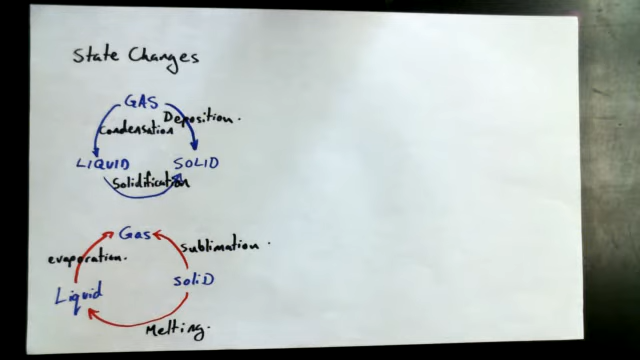 State Changes
GAS
Deposition.
Condensation
LIQUID SOLID
Solidification
Gas
sublimation.
evaporation.
SoliD
Liquid
Melting.